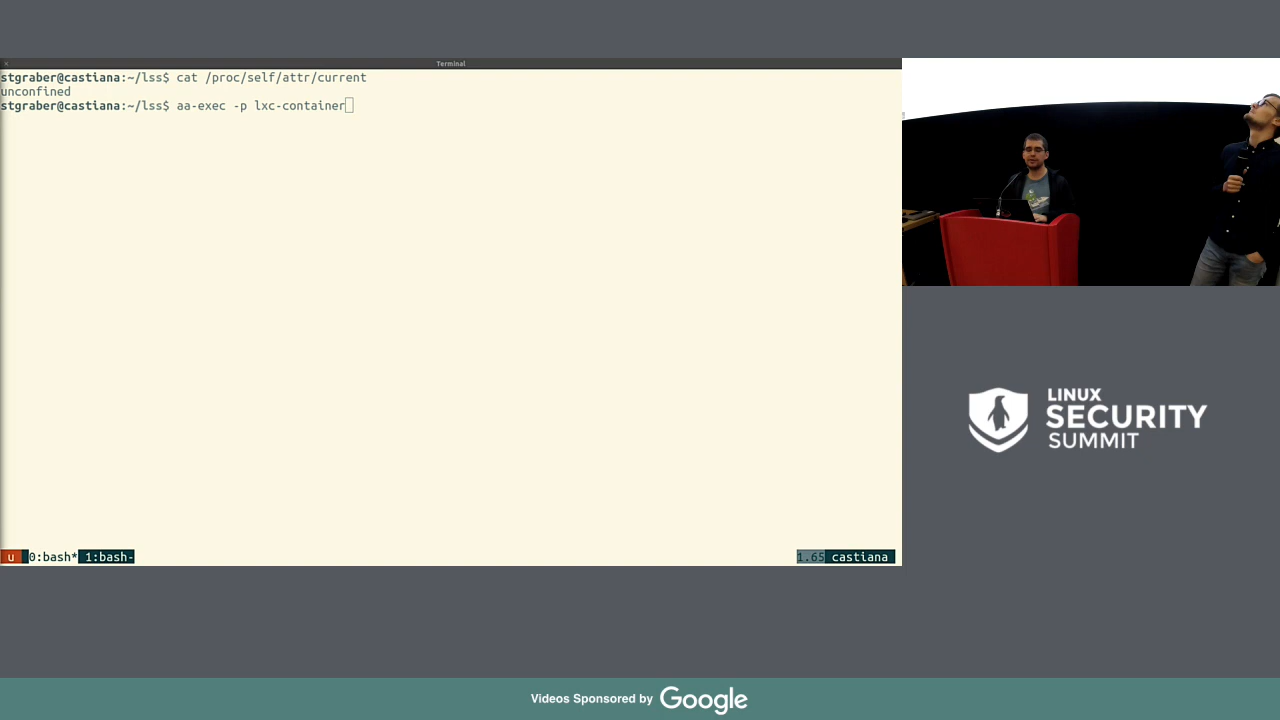 Terminal
stgraber@castiana:~/lss$ cat /proc/self/attr/current
unconfined
stgraber@castiana:~/lss$ aa-exec -p lxc-container
u 0:bash* 1:bash-
1.65 castiana
LINUX
SECURITY
SUMMIT
Videos Sponsored by Google